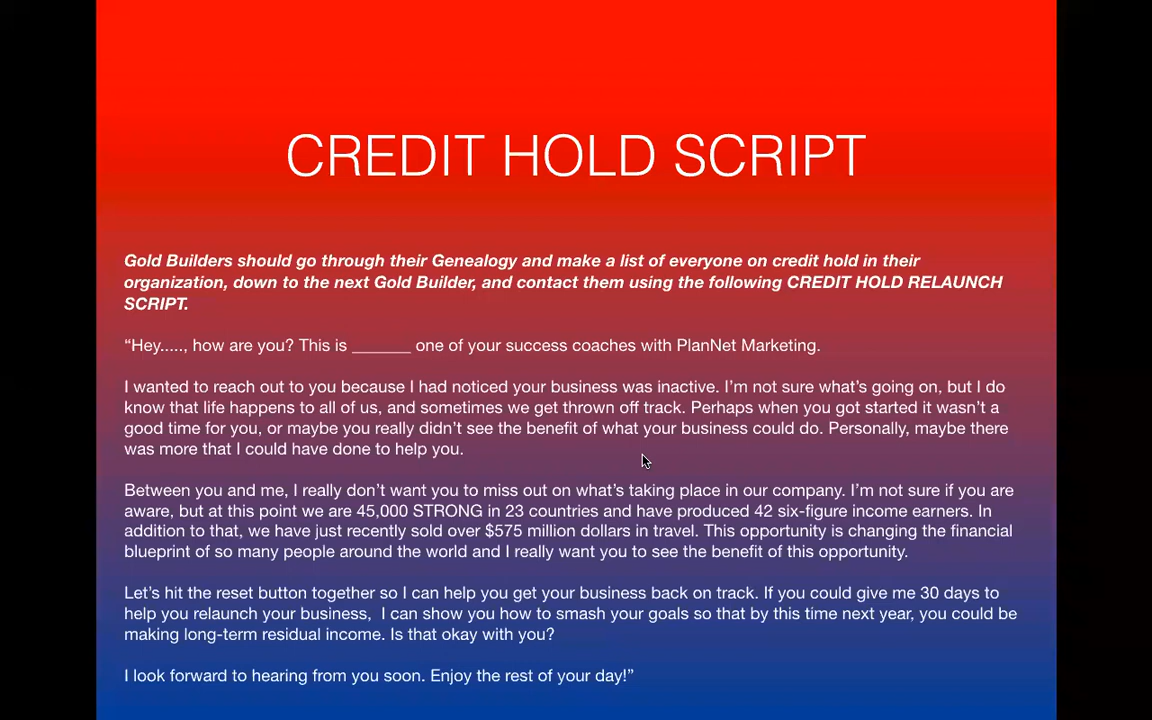 CREDIT HOLD SCRIPT
Gold Builders should go through their Genealogy and make a list of everyone on credit hold in their
organization, down to the next Gold Builder, and contact them using the following CREDIT HOLD RELAUNCH
SCRIPT.
“Hey....., how are you? This is _______ one of your success coaches with PlanNet Marketing.
I wanted to reach out to you because I had noticed your business was inactive. I’m not sure what’s going on, but I do
know that life happens to all of us, and sometimes we get thrown off track. Perhaps when you got started it wasn’t a
good time for you, or maybe you really didn’t see the benefit of what your business could do. Personally, maybe there
was more that I could have done to help you.
Between you and me, I really don’t want you to miss out on what’s taking place in our company. I’m not sure if you are
aware, but at this point we are 45,000 STRONG in 23 countries and have produced 42 six-figure income earners. In
addition to that, we have just recently sold over $575 million dollars in travel. This opportunity is changing the financial
blueprint of so many people around the world and I really want you to see the benefit of this opportunity.
Let’s hit the reset button together so I can help you get your business back on track. If you could give me 30 days to
help you relaunch your business,  I can show you how to smash your goals so that by this time next year, you could be
making long-term residual income. Is that okay with you?
I look forward to hearing from you soon. Enjoy the rest of your day!”